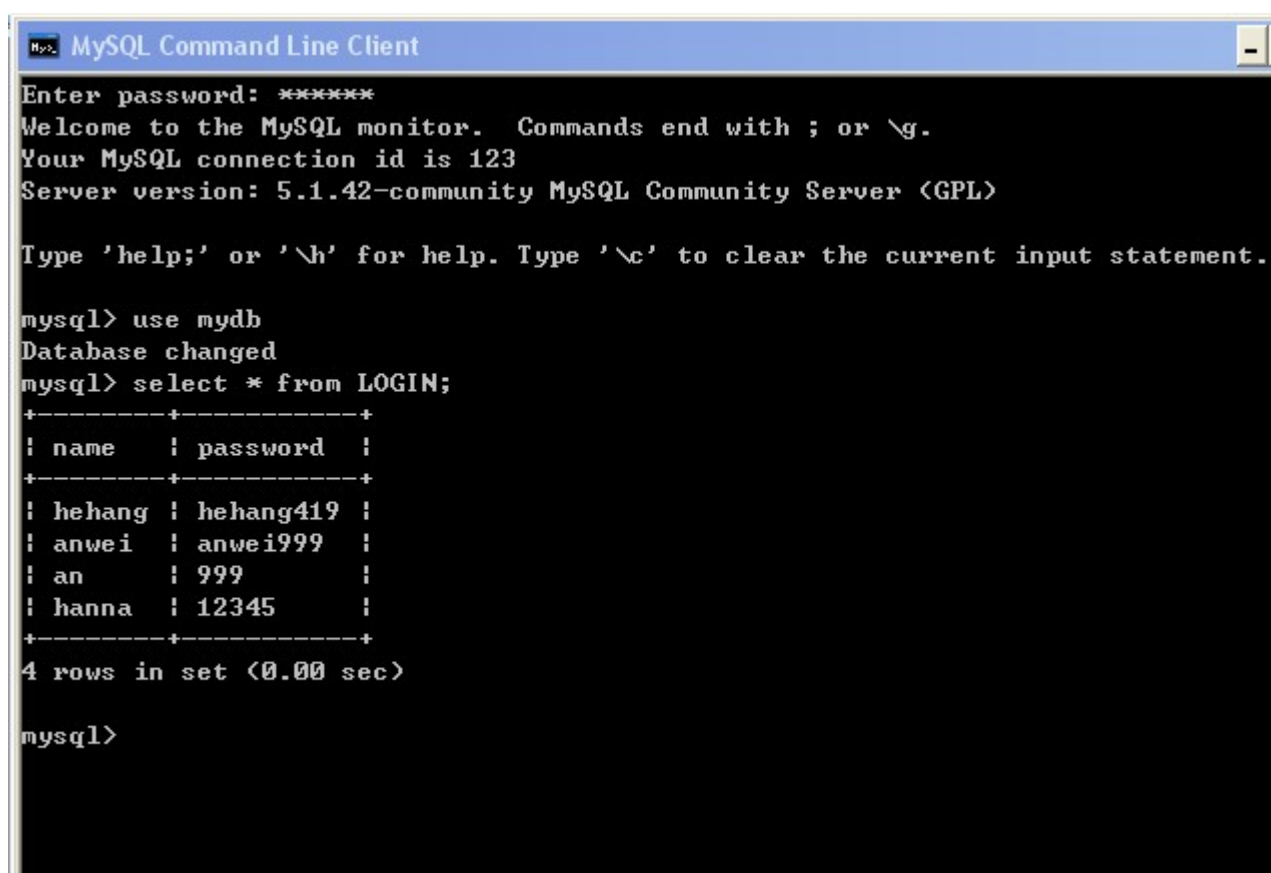 MySQL Command Line Client
Enter password: ******
Welcome to the MySQL monitor.  Commands end with ; or \g.
Your MySQL connection id is 123
Server version: 5.1.42-community MySQL Community Server (GPL)
Type 'help;' or '\h' for help. Type '\c' to clear the current input statement.
mysql> use mydb
Database changed
mysql> select * from LOGIN;
+--------+-----------+
| name   | password  |
+--------+-----------+
| hehang | hehang419 |
| anwei  | anwei999  |
| an     | 999       |
| hanna  | 12345     |
+--------+-----------+
4 rows in set (0.00 sec)
mysql>